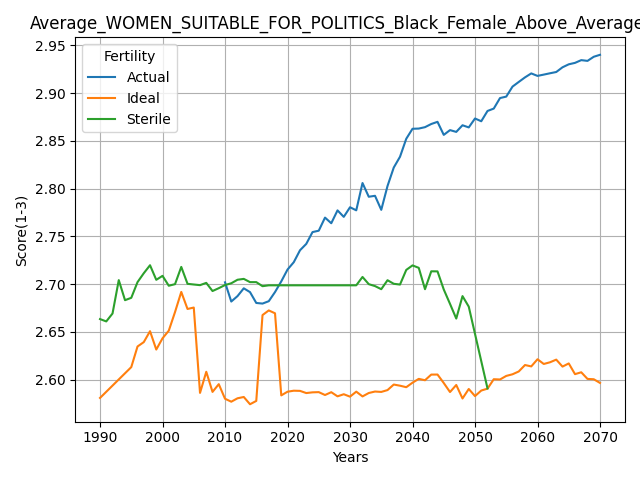 Average_WOMEN_SUITABLE_FOR_POLITICS_Black_Female_Above_Average
Fertility
Actual
Ideal
Sterile
Score(1-3)
2.95
2.90
2.85
2.80
2.75
2.70
2.65
2.60
1990 2000 2010 2020 2030 2040 2050 2060 2070
Years